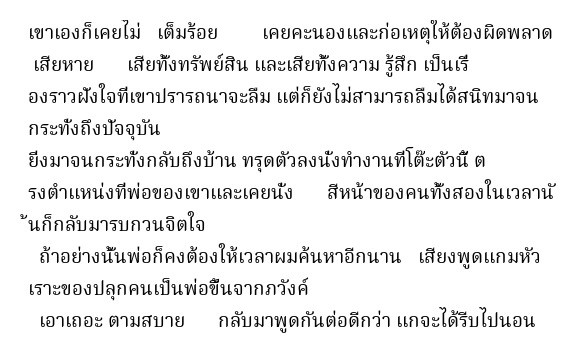 เขาเองก็เคยไม่ เต็มร้อย เคยคะนองและก่อเหตุให้ต้องผิดพลาด
เสียหาย เสียทั้งทรัพย์สิน และเสียทั้งความ รู้สึก เป็นเรื่
องราวฝังใจที่เขาปรารถนาจะลืม แต่ก็ยังไม่สามารถลืมได้สนิทมาจน
กระทั่งถึงปัจจุบัน
ยิ่งมาจนกระทั่งกลับถึงบ้าน ทรุดตัวลงนั่งทำงานที่โต๊ะตัวนี้ ต
รงตำแหน่งที่พ่อของเขาและเคยนั่ง สีหน้าของคนทั้งสองในเวลานั
้นก็กลับมารบกวนจิตใจ
ถ้าอย่างนั้นพ่อก็คงต้องให้เวลาผมค้นหาอีกนาน เสียงพูดแกมหัว
เราะของปลุกคนเป็นพ่อขึ้นจากภวังค์
เอาเถอะ ตามสบาย กลับมาพูดกันต่อดีกว่า แกจะได้รีบไปนอน